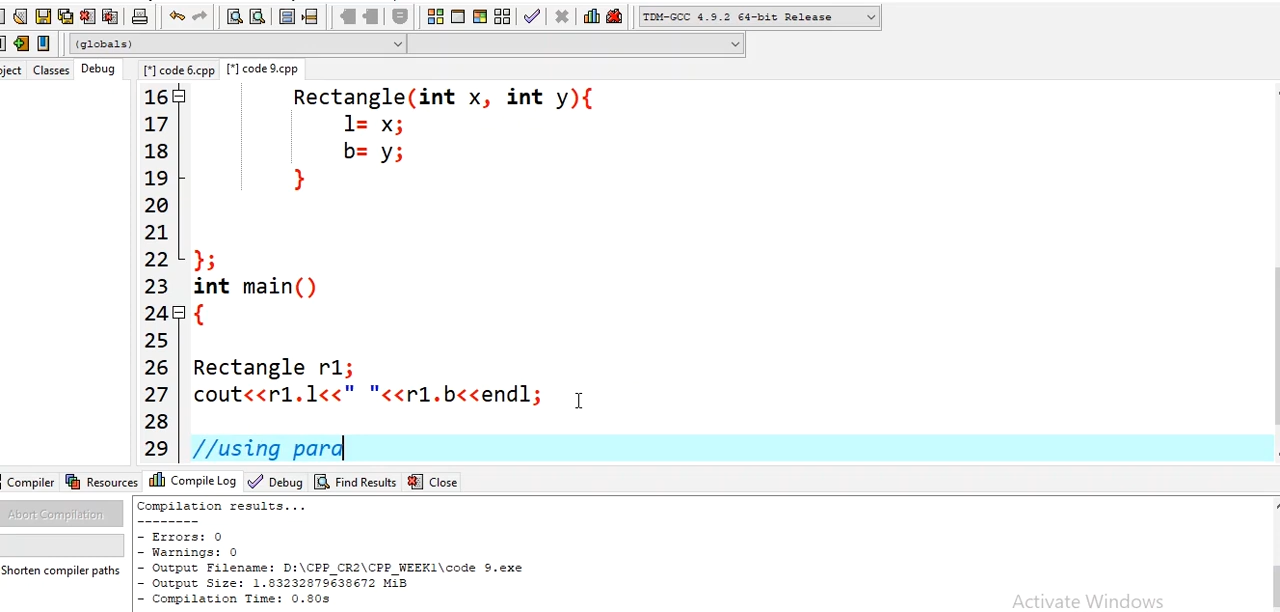 TDM-GCC 4.9.2 64-bit Release
(globals)
ject Classes Debug [*] code 6.cpp [*] code 9.cpp
16 Rectangle(int x, int y){
17 l= x;
18 b= y;
19 }
20
21
22 };
23 int main()
24 {
25
26 Rectangle r1;
27 cout<<r1.l<<" "<<r1.b<<endl;
28
29 //using para
Compiler Resources Compile Log Debug Find Results Close
Abort Compilation
Shorten compiler paths
Compilation results...
--------
- Errors: 0
- Warnings: 0
- Output Filename: D:\CPP_CR2\CPP_WEEK1\code 9.exe
- Output Size: 1.83232879638672 MiB
- Compilation Time: 0.80s
Activate Windows